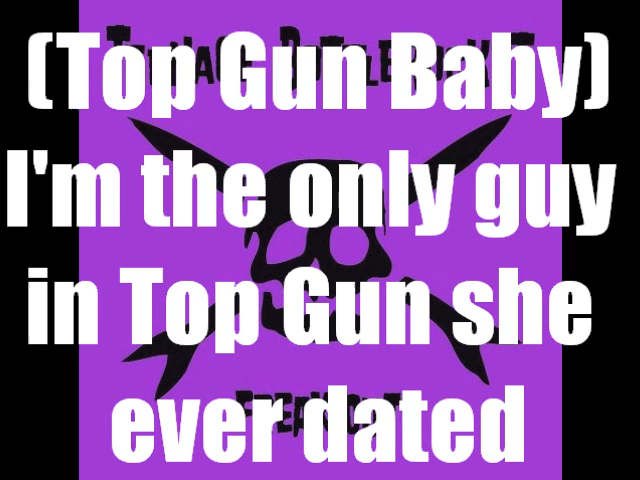 (Top Gun Baby)
I'm the only guy
in Top Gun she
ever dated